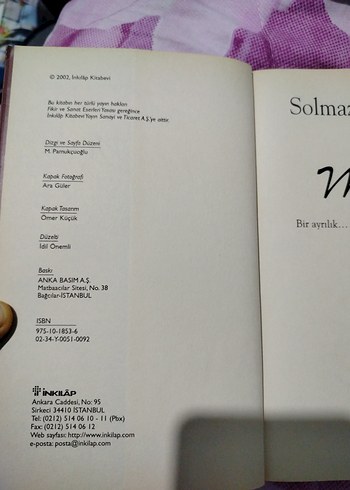 © 2002, İnkılâp Kitabevi
Bu kitabın her türlü yayın hakları
Fikir ve Sanat Eserleri Yasası gereğince
İnkılâp Kitabevi Yayın Sanayi ve Ticaret A.Ş.'ye aittir.
Dizgi ve Sayfa Düzeni
M. Pamukçuoğlu
Kapak Fotoğrafı
Ara Güler
Kapak Tasarım
Ömer Küçük
Düzelti
İdil Önemli
Baskı
ANKA BASIM A.Ş.
Matbaacılar Sitesi, No. 38
Bağcılar-İSTANBUL
ISBN
975-10-1853-6
02-34-Y-0051-0092
İNKILÂP
Ankara Caddesi, No: 95
Sirkeci 34410 İSTANBUL
Tel: (0212) 514 06 10 - 11 (Pbx)
Fax: (0212) 514 06 12
Web sayfası: http://www.inkilap.com
e-posta: posta@inkilap.com
Solmaz
Bir ayrılık...